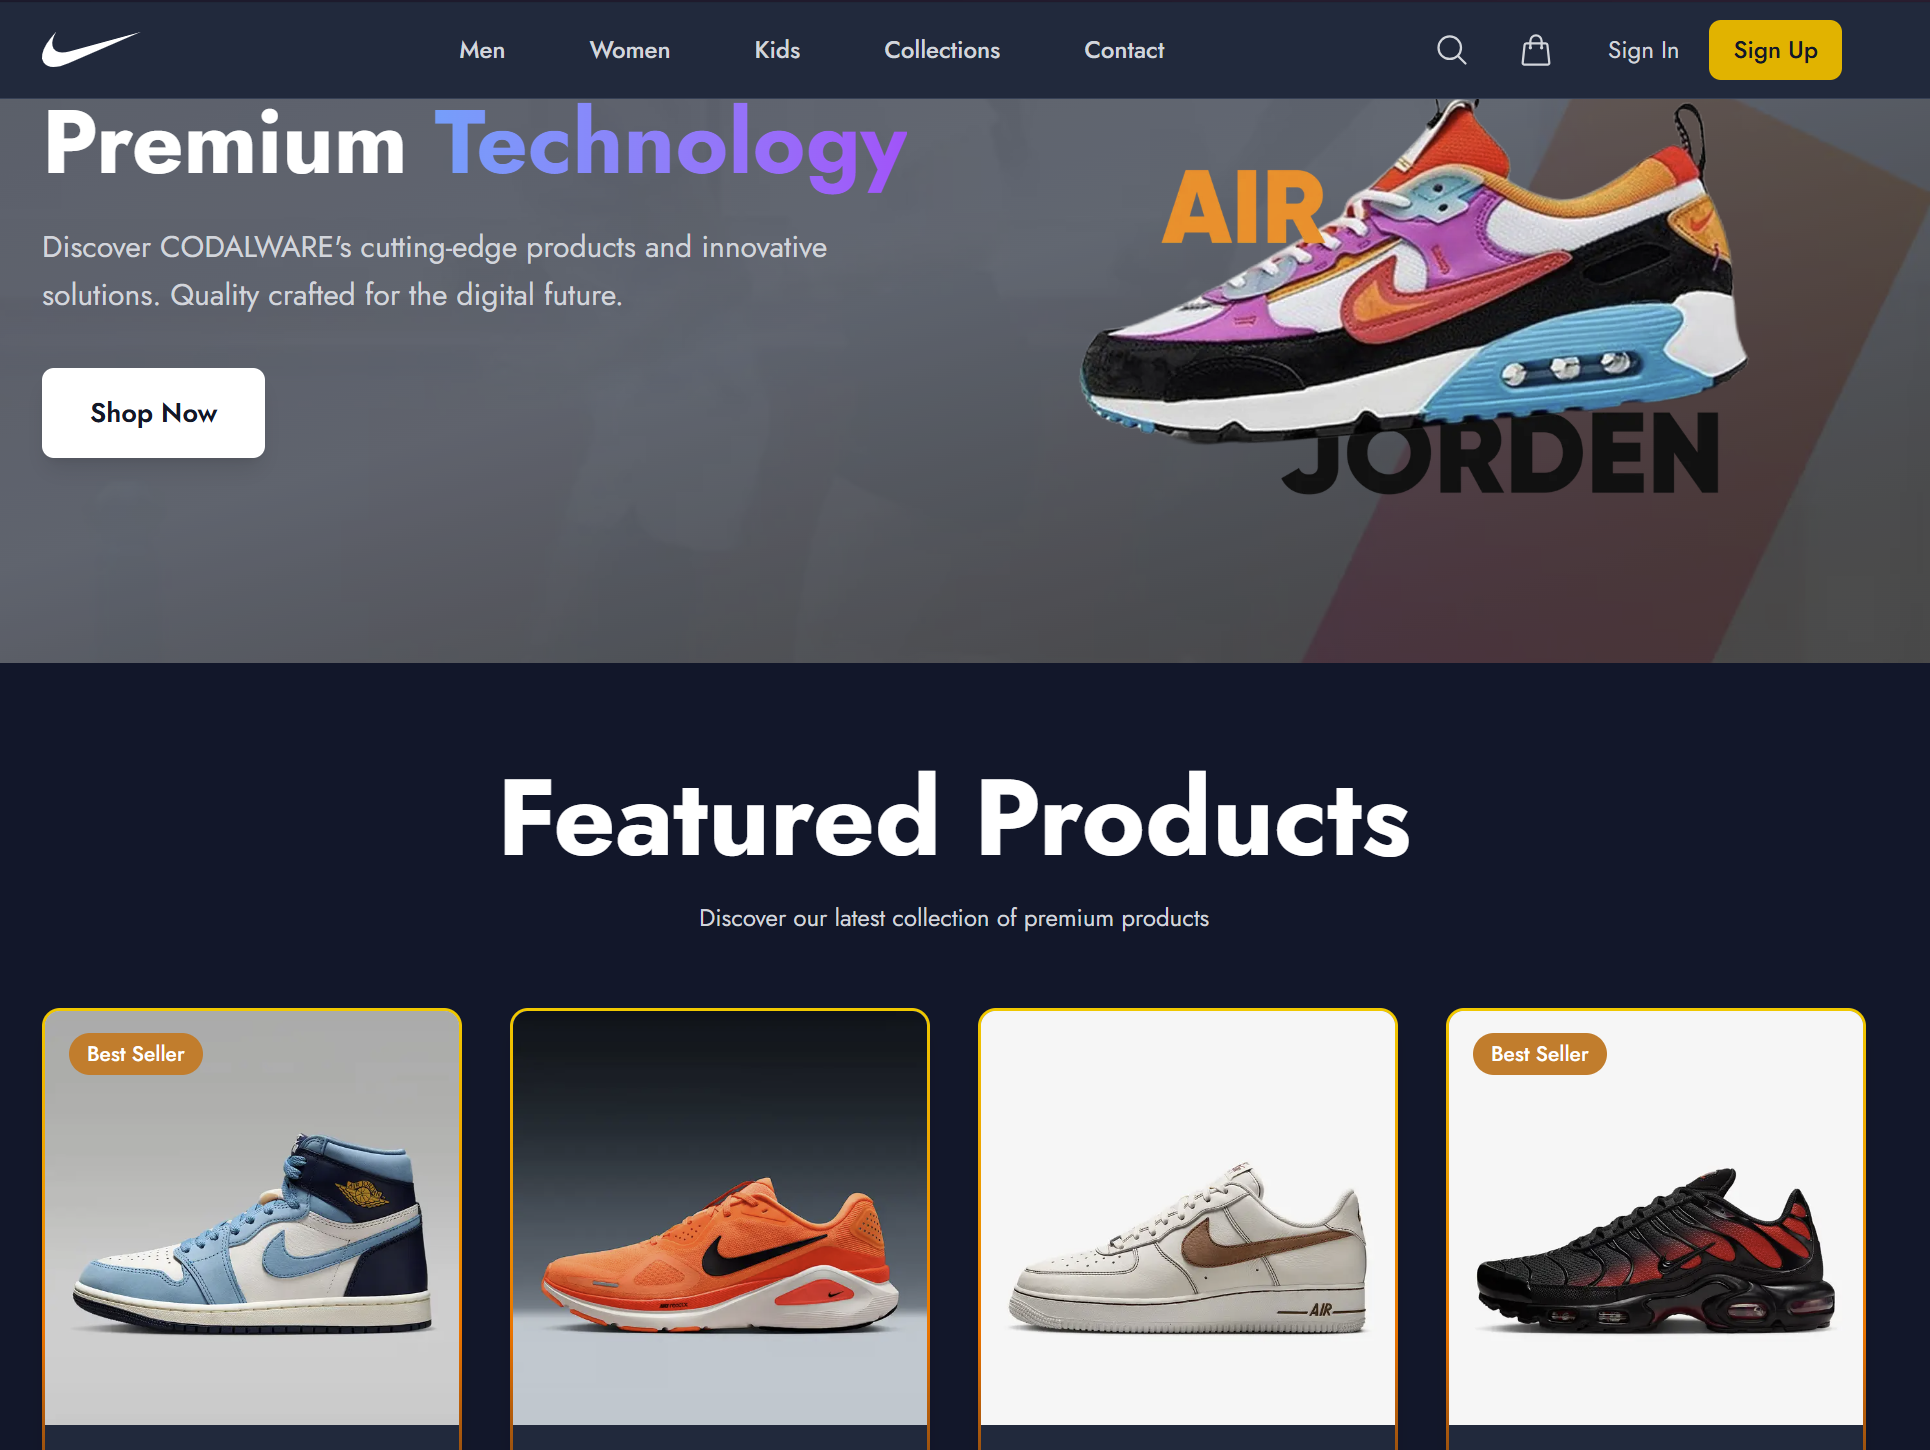 Men Women Kids Collections Contact Sign In Sign Up
Premium Technology
Discover CODALWARE's cutting-edge products and innovative
solutions. Quality crafted for the digital future.
Shop Now
AIR
JORDEN
Featured Products
Discover our latest collection of premium products
Best Seller
Best Seller
AIR